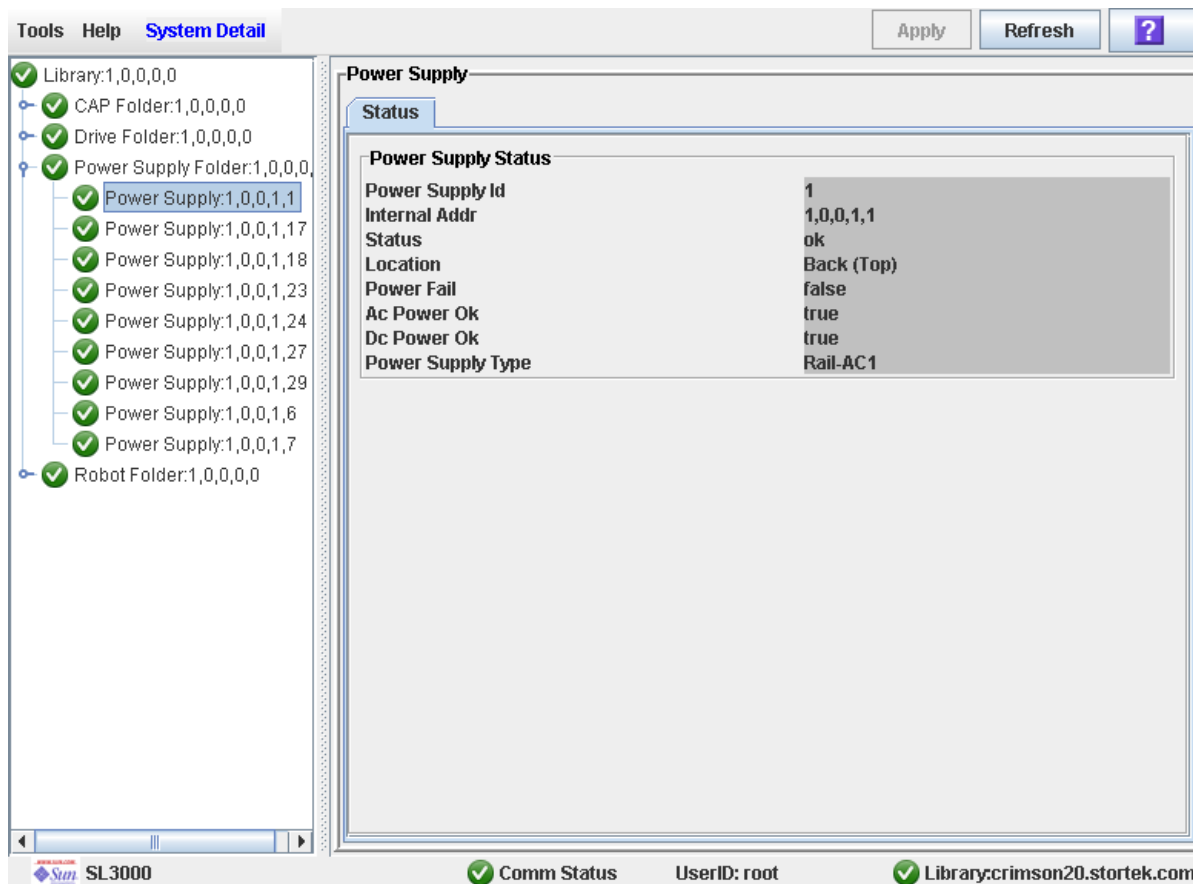 Tools Help System Detail Apply Refresh ?
Library:1,0,0,0,0
CAP Folder:1,0,0,0,0
Drive Folder:1,0,0,0,0
Power Supply Folder:1,0,0,0,
Power Supply:1,0,0,1,1
Power Supply:1,0,0,1,17
Power Supply:1,0,0,1,18
Power Supply:1,0,0,1,23
Power Supply:1,0,0,1,24
Power Supply:1,0,0,1,27
Power Supply:1,0,0,1,29
Power Supply:1,0,0,1,6
Power Supply:1,0,0,1,7
Robot Folder:1,0,0,0,0
Power Supply
Status
Power Supply Status
Power Supply Id 1
Internal Addr 1,0,0,1,1
Status ok
Location Back (Top)
Power Fail false
Ac Power Ok true
Dc Power Ok true
Power Supply Type Rail-AC1
www.sun.com
Sun SL3000 Comm Status UserID: root Library:crimson20.stortek.com